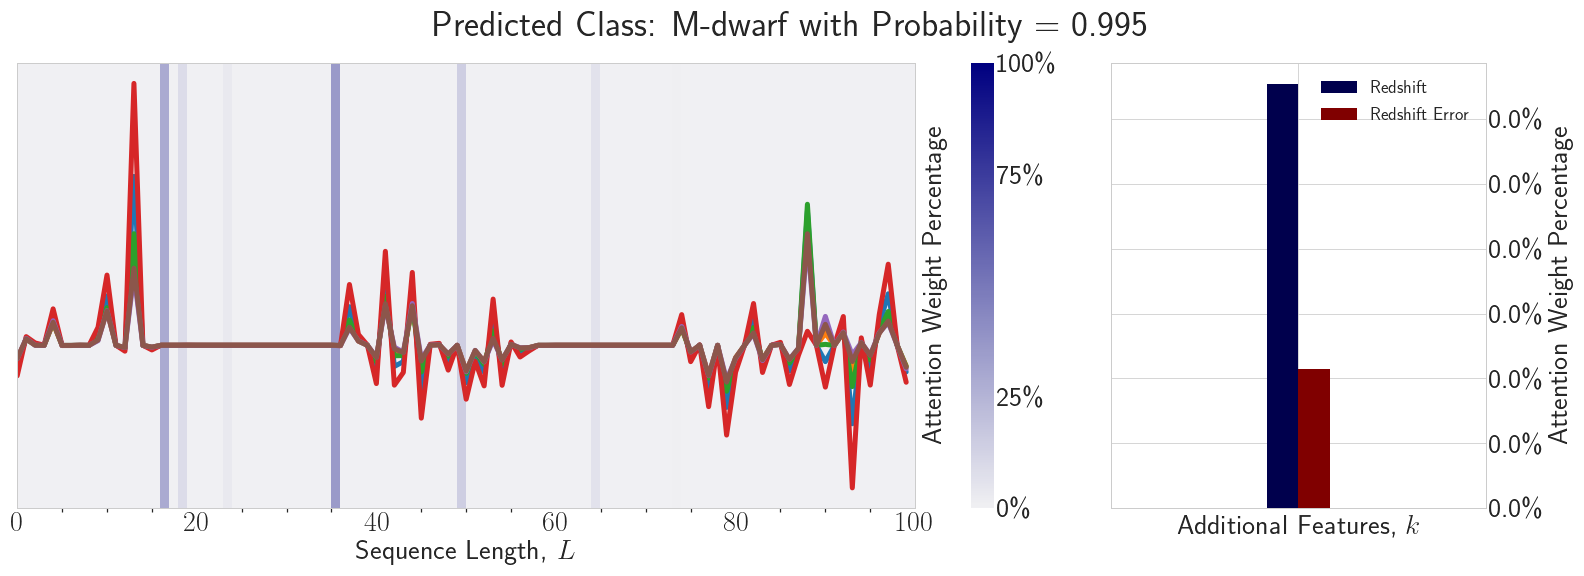 Predicted Class: M-dwarf with Probability = 0.995
0 20 40 60 80 100
Sequence Length, L
Attention Weight Percentage
100%
75%
25%
0%
Redshift
Redshift Error
0.0%
0.0%
0.0%
0.0%
0.0%
0.0%
0.0%
Attention Weight Percentage
Additional Features, k